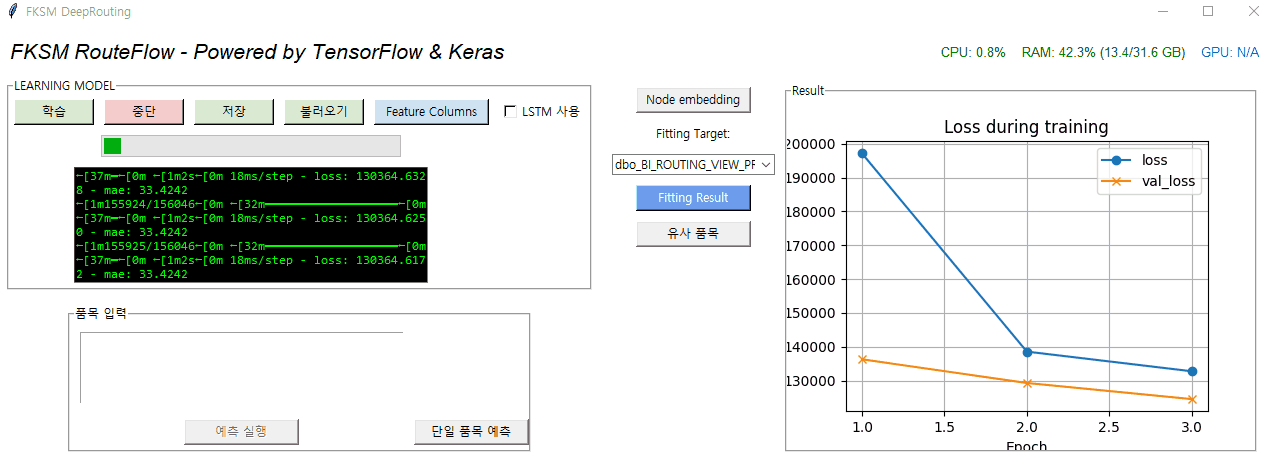 FKSM DeepRouting
FKSM RouteFlow - Powered by TensorFlow & Keras
CPU: 0.8% RAM: 42.3% (13.4/31.6 GB) GPU: N/A
LEARNING MODEL
학습 중단 저장 불러오기 Feature Columns LSTM 사용
←[37m━←[0m ←[1m2s←[0m 18ms/step - loss: 130364.632
8 - mae: 33.4242
←[1m155924/156046←[0m ←[32m━━━━━━━━━━━━━━━━━━━←[0m
←[37m━←[0m ←[1m2s←[0m 18ms/step - loss: 130364.625
0 - mae: 33.4242
←[1m155925/156046←[0m ←[32m━━━━━━━━━━━━━━━━━━━←[0m
←[37m━←[0m ←[1m2s←[0m 18ms/step - loss: 130364.617
2 - mae: 33.4242
품목 입력
예측 실행 단일 품목 예측
Node embedding
Fitting Target:
dbo_BI_ROUTING_VIEW_PF
Fitting Result
유사 품목
Result
Loss during training
loss
val_loss
200000
190000
180000
170000
160000
150000
140000
130000
1.0 1.5 2.0 2.5 3.0
Epoch